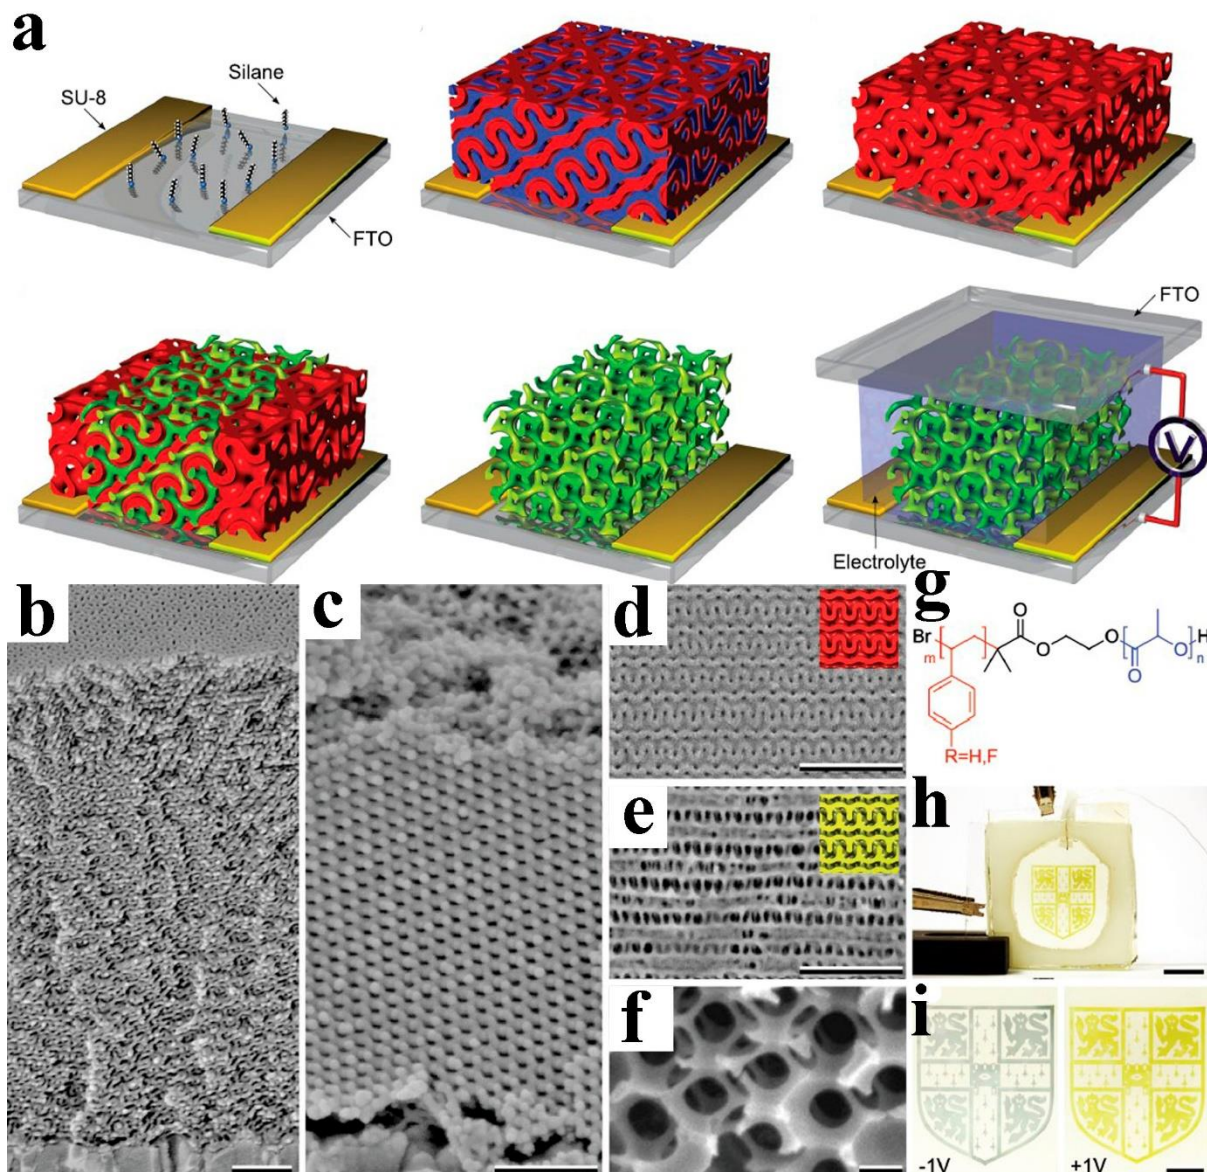 a
Silane
SU-8
FTO
FTO
V
Electrolyte
b
c
d
e
f
g
Br
m
O
O
O
O
O
n
H
O
R=H,F
h
i
-1V
+1V